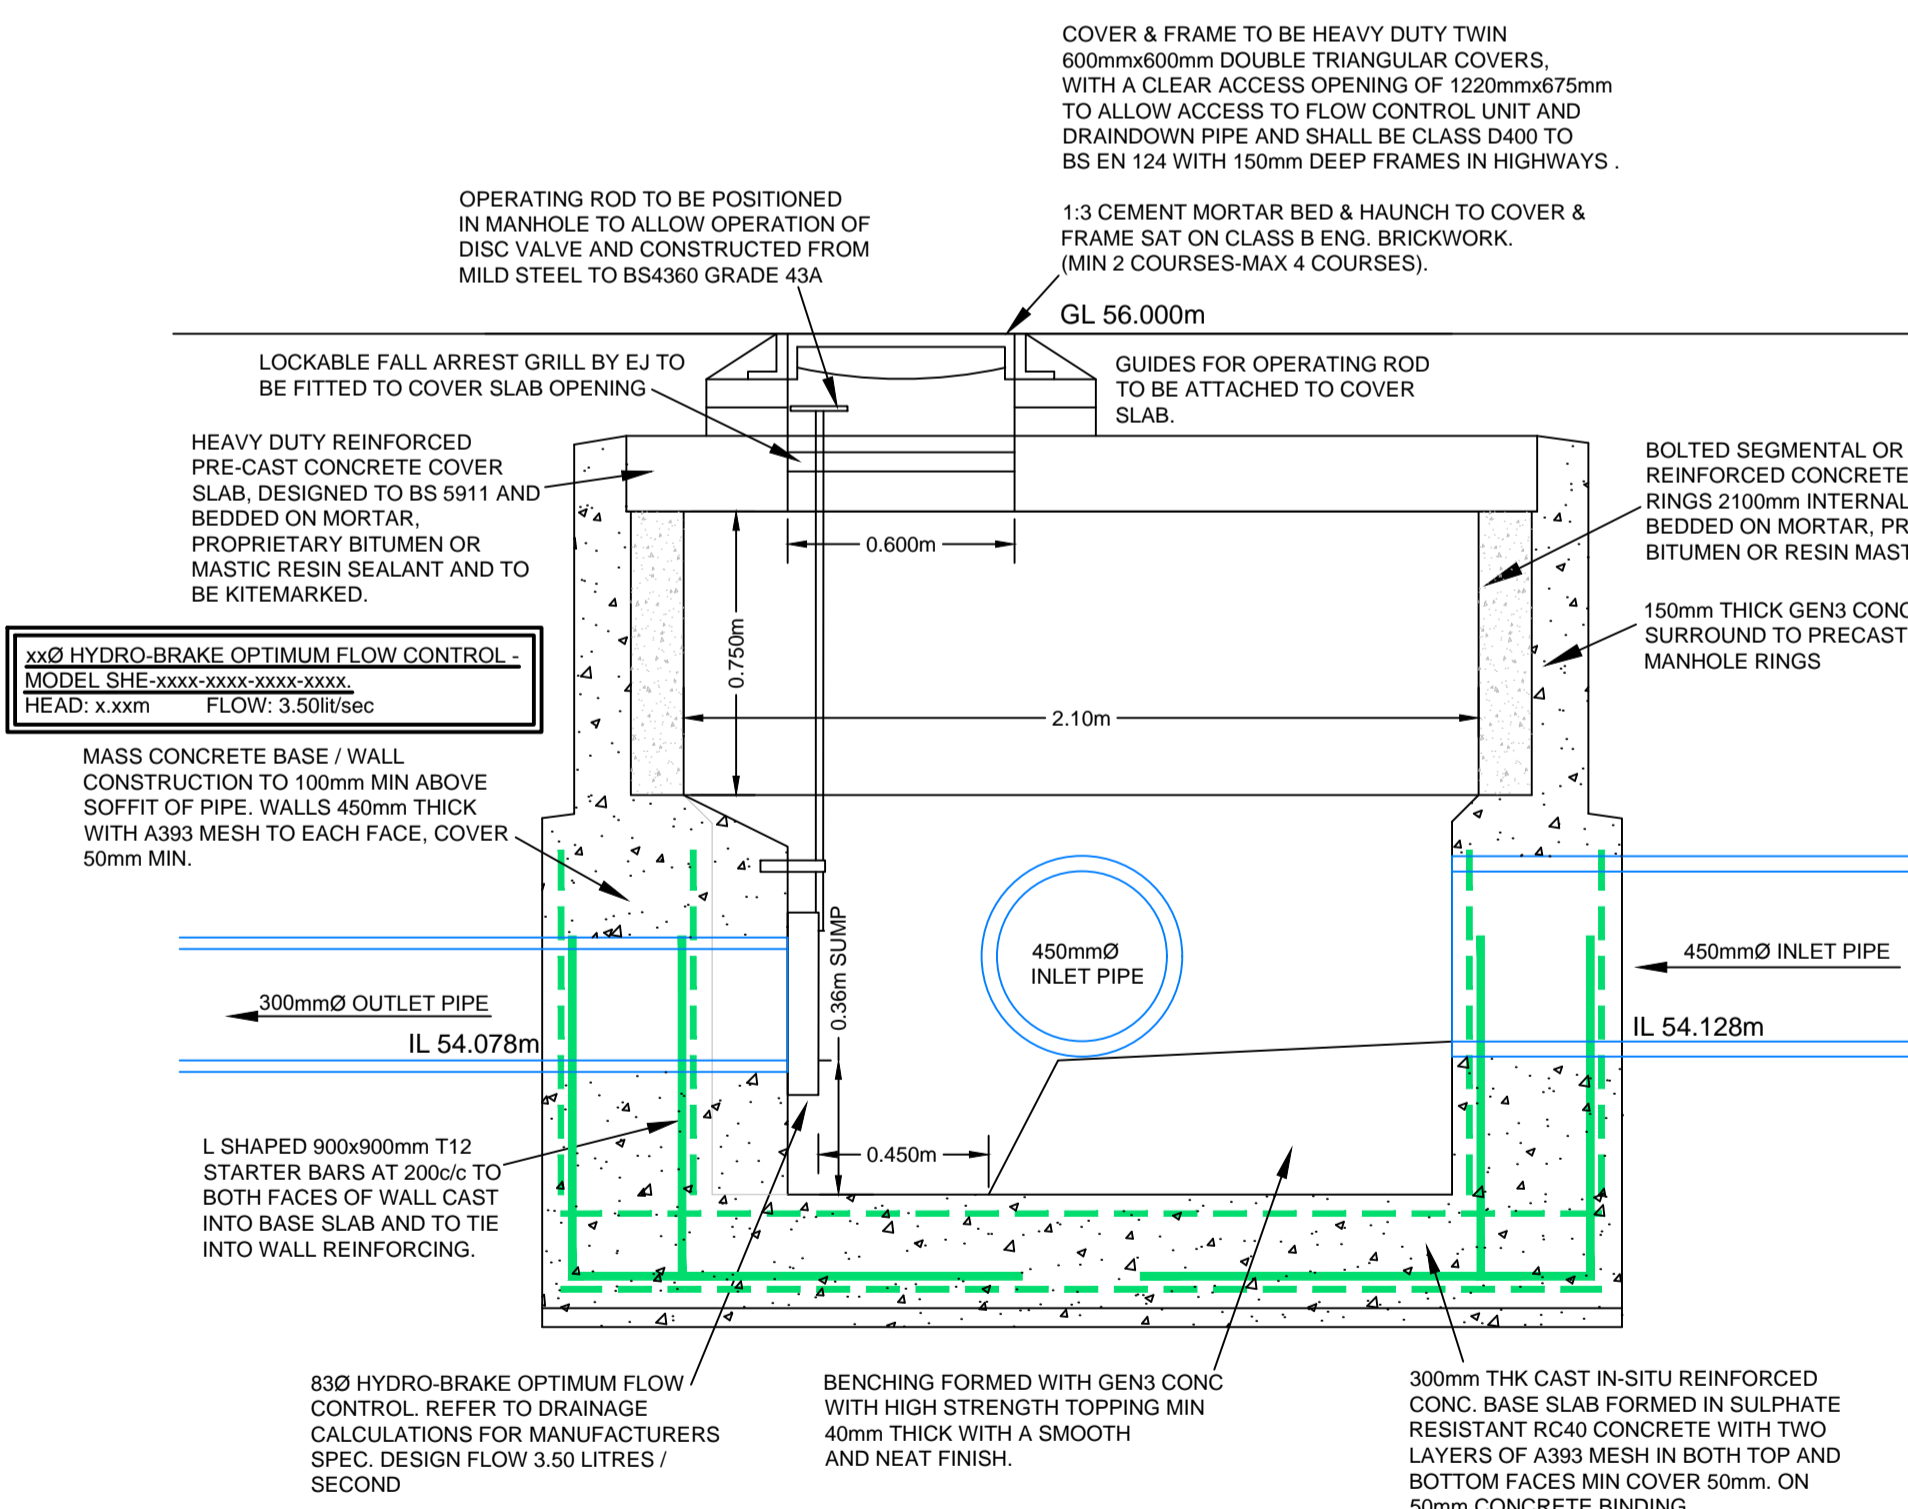 COVER & FRAME TO BE HEAVY DUTY TWIN
600mmx600mm DOUBLE TRIANGULAR COVERS,
WITH A CLEAR ACCESS OPENING OF 1220mmx675mm
TO ALLOW ACCESS TO FLOW CONTROL UNIT AND
DRAINDOWN PIPE AND SHALL BE CLASS D400 TO
BS EN 124 WITH 150mm DEEP FRAMES IN HIGHWAYS .
OPERATING ROD TO BE POSITIONED
IN MANHOLE TO ALLOW OPERATION OF
DISC VALVE AND CONSTRUCTED FROM
MILD STEEL TO BS4360 GRADE 43A
1:3 CEMENT MORTAR BED & HAUNCH TO COVER &
FRAME SAT ON CLASS B ENG. BRICKWORK.
(MIN 2 COURSES-MAX 4 COURSES).
GL 56.000m
LOCKABLE FALL ARREST GRILL BY EJ TO
BE FITTED TO COVER SLAB OPENING
GUIDES FOR OPERATING ROD
TO BE ATTACHED TO COVER
SLAB.
HEAVY DUTY REINFORCED
PRE-CAST CONCRETE COVER
SLAB, DESIGNED TO BS 5911 AND
BEDDED ON MORTAR,
PROPRIETARY BITUMEN OR
MASTIC RESIN SEALANT AND TO
BE KITEMARKED.
BOLTED SEGMENTAL OR
REINFORCED CONCRETE
RINGS 2100mm INTERNAL
BEDDED ON MORTAR, PR
BITUMEN OR RESIN MAST
0.600m
0.750m
2.10m
150mm THICK GEN3 CONC
SURROUND TO PRECAST
MANHOLE RINGS
xxØ HYDRO-BRAKE OPTIMUM FLOW CONTROL -
MODEL SHE-xxxx-xxxx-xxxx-xxxx.
HEAD: x.xxm FLOW: 3.50lit/sec
MASS CONCRETE BASE / WALL
CONSTRUCTION TO 100mm MIN ABOVE
SOFFIT OF PIPE. WALLS 450mm THICK
WITH A393 MESH TO EACH FACE, COVER
50mm MIN.
0.36m SUMP
450mmØ
INLET PIPE
450mmØ INLET PIPE
300mmØ OUTLET PIPE
IL 54.078m
IL 54.128m
L SHAPED 900x900mm T12
STARTER BARS AT 200c/c TO
BOTH FACES OF WALL CAST
INTO BASE SLAB AND TO TIE
INTO WALL REINFORCING.
0.450m
83Ø HYDRO-BRAKE OPTIMUM FLOW
CONTROL. REFER TO DRAINAGE
CALCULATIONS FOR MANUFACTURERS
SPEC. DESIGN FLOW 3.50 LITRES /
SECOND
BENCHING FORMED WITH GEN3 CONC
WITH HIGH STRENGTH TOPPING MIN
40mm THICK WITH A SMOOTH
AND NEAT FINISH.
300mm THK CAST IN-SITU REINFORCED
CONC. BASE SLAB FORMED IN SULPHATE
RESISTANT RC40 CONCRETE WITH TWO
LAYERS OF A393 MESH IN BOTH TOP AND
BOTTOM FACES MIN COVER 50mm. ON
50mm CONCRETE BINDING